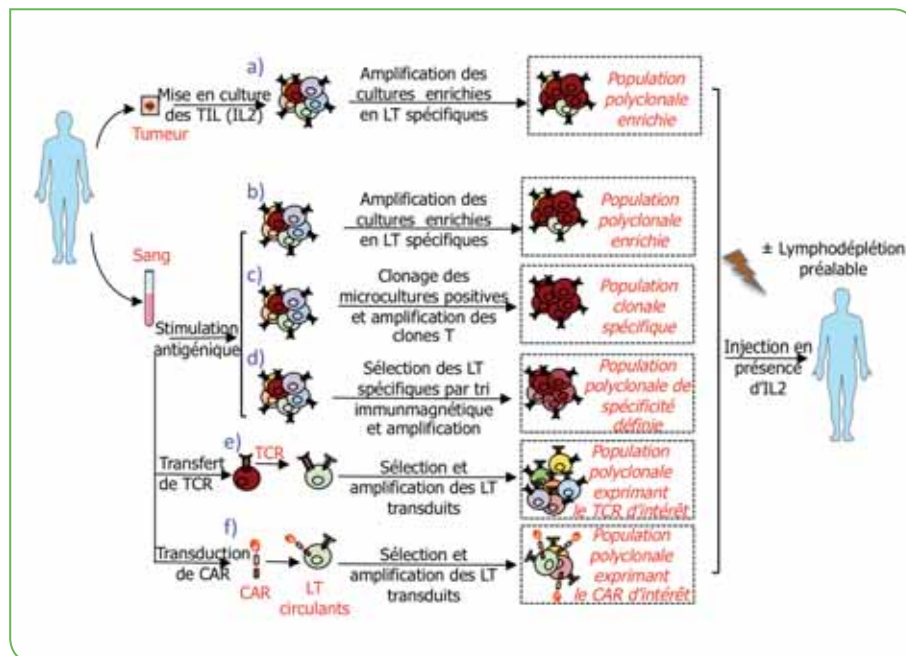 a)
Mise en culture
des TIL (IL2)
Tumeur
Amplification des
cultures enrichies
en LT spécifiques
Population
polyclonale
enrichie
b)
Amplification des
cultures enrichies
en LT spécifiques
Population
polyclonale
enrichie
Sang
Stimulation
antigénique
c)
Clonage des
microcultures positives
et amplification des
clones T
Population
clonale
spécifique
d)
Sélection des LT
spécifiques par tri
immunmagnétique
et amplification
Population
polyclonale de
spécificité
définie
e)
Transfert
de TCR
TCR
Sélection et
amplification des LT
transduits
Population
polyclonale
exprimant
le TCR d'intérêt
f)
Transduction
de CAR
CAR
LT
circulants
Sélection et
amplification des LT
transduits
Population
polyclonale
exprimant
le CAR d'intérêt
± Lymphodéplétion
préalable
Injection en
présence
d'IL2